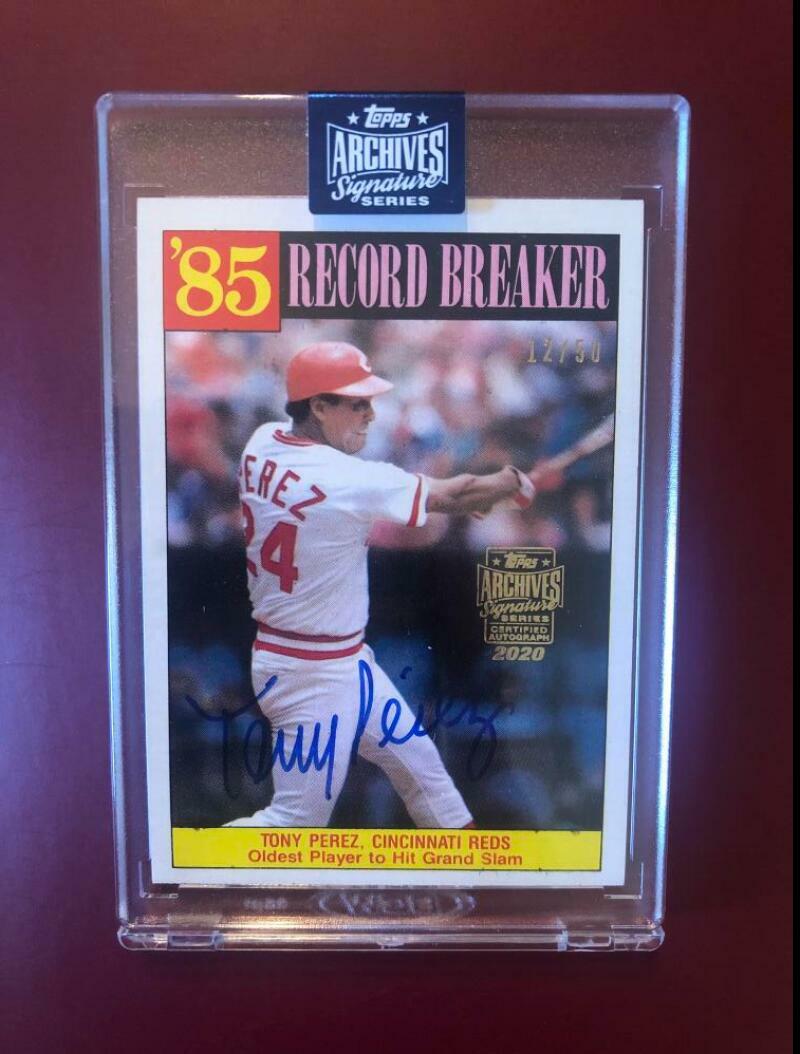 Topps
ARCHIVES
Signature
SERIES
'85 RECORD BREAKER
12/50
PEREZ
24
Topps
ARCHIVES
Signature
SERIES
CERTIFIED
AUTOGRAPH
2020
Tony Pérez
TONY PEREZ, CINCINNATI REDS
Oldest Player to Hit Grand Slam